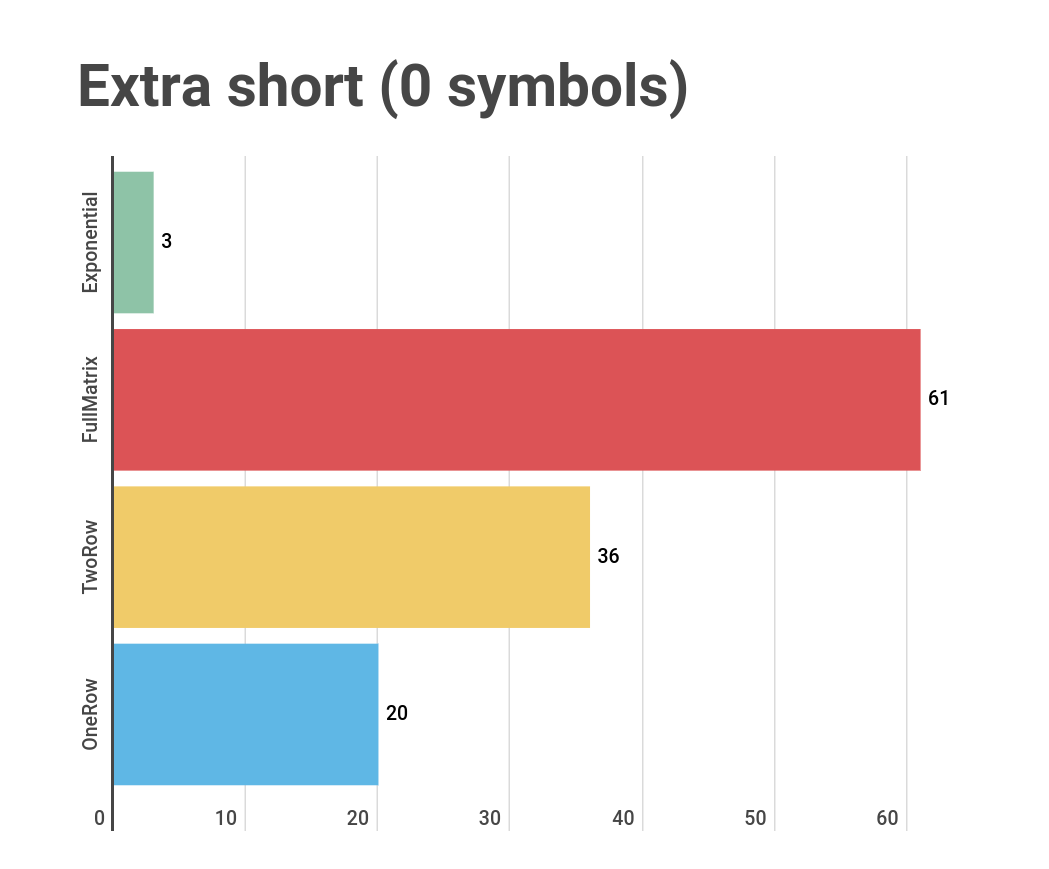 Extra short (0 symbols)
Exponential
3
FullMatrix
61
TwoRow
36
OneRow
20
0 10 20 30 40 50 60